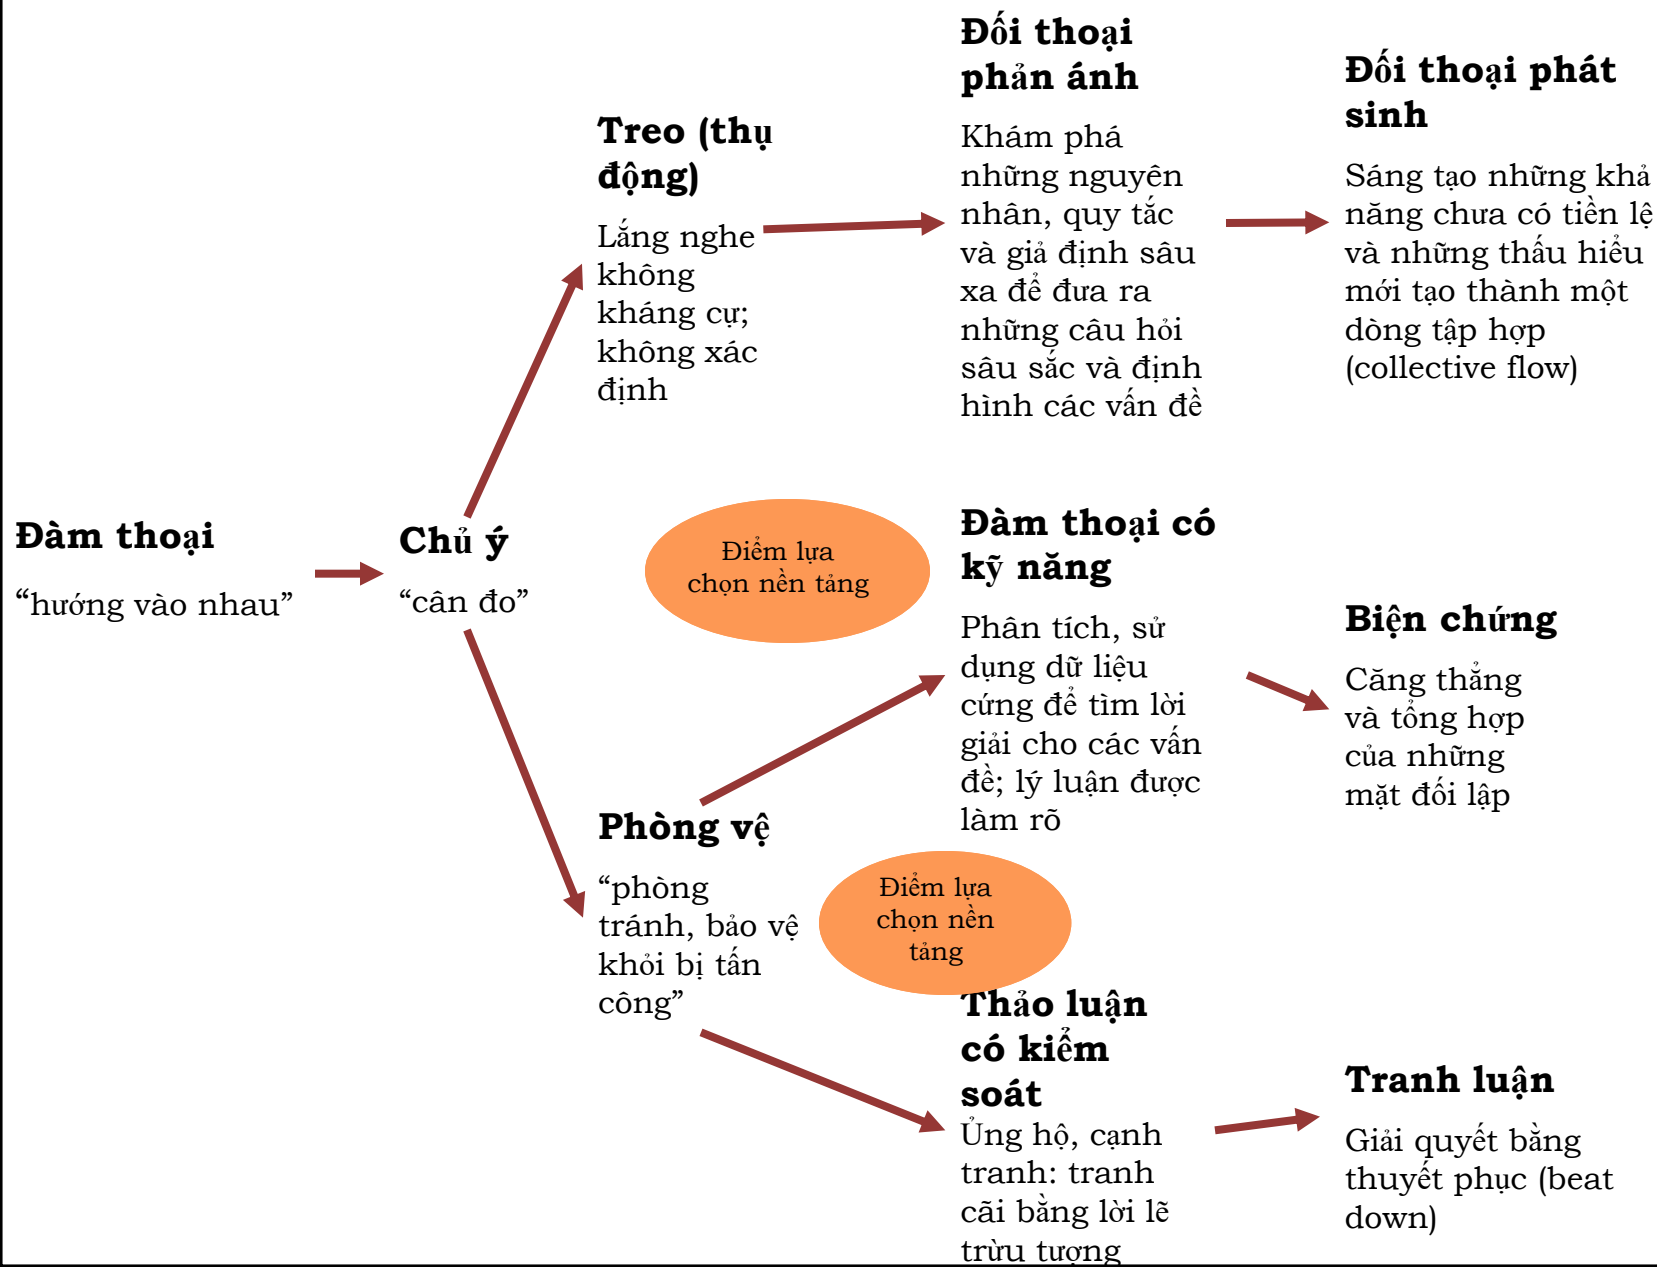 Đàm thoại
“hướng vào nhau”
Chủ ý
“cân đo”
Treo (thụ
động)
Lắng nghe
không
kháng cự;
không xác
định
Đối thoại
phản ánh
Khám phá
những nguyên
nhân, quy tắc
và giả định sâu
xa để đưa ra
những câu hỏi
sâu sắc và định
hình các vấn đề
Đối thoại phát
sinh
Sáng tạo những khả
năng chưa có tiền lệ
và những thấu hiểu
mới tạo thành một
dòng tập hợp
(collective flow)
Điểm lựa
chọn nền tảng
Phòng vệ
“phòng
tránh, bảo vệ
khỏi bị tấn
công”
Đàm thoại có
kỹ năng
Phân tích, sử
dụng dữ liệu
cứng để tìm lời
giải cho các vấn
đề; lý luận được
làm rõ
Biện chứng
Căng thẳng
và tổng hợp
của những
mặt đối lập
Điểm lựa
chọn nền
tảng
Thảo luận
có kiểm
soát
Ủng hộ, cạnh
tranh: tranh
cãi bằng lời lẽ
trừu tượng
Tranh luận
Giải quyết bằng
thuyết phục (beat
down)